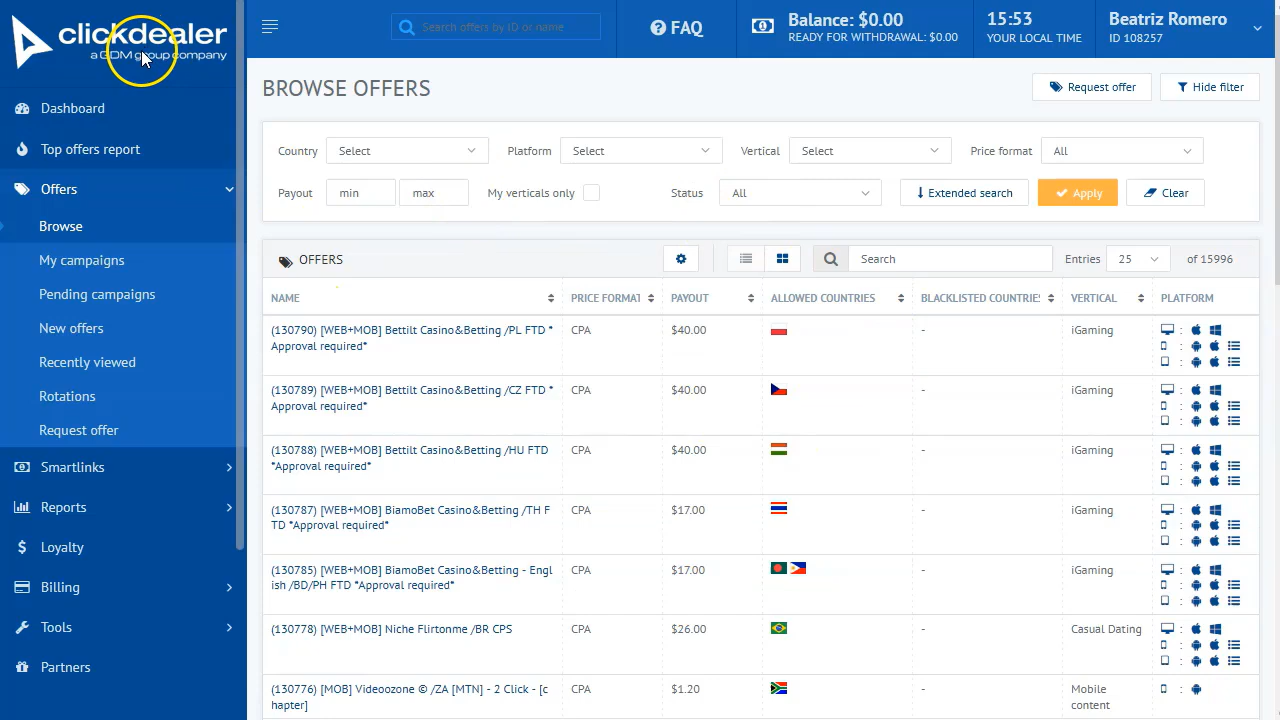 clickdealer
a GDM group company
Dashboard
Top offers report
Offers
Browse
My campaigns
Pending campaigns
New offers
Recently viewed
Rotations
Request offer
Smartlinks
Reports
Loyalty
Billing
Tools
Partners
Search offers by ID or name
FAQ
Balance: $0.00
READY FOR WITHDRAWAL: $0.00
15:53
YOUR LOCAL TIME
Beatriz Romero
ID 108257
BROWSE OFFERS
Request offer
Hide filter
Country Select Platform Select Vertical Select Price format All
Payout min max My verticals only Status All Extended search Apply Clear
OFFERS Search Entries 25 of 15996
NAME PRICE FORMAT PAYOUT ALLOWED COUNTRIES BLACKLISTED COUNTRIES VERTICAL PLATFORM
(130790) [WEB+MOB] Bettilt Casino&Betting /PL FTD * CPA $40.00 - iGaming
Approval required*
(130789) [WEB+MOB] Bettilt Casino&Betting /CZ FTD * CPA $40.00 - iGaming
Approval required*
(130788) [WEB+MOB] Bettilt Casino&Betting /HU FTD CPA $40.00 - iGaming
*Approval required*
(130787) [WEB+MOB] BiamoBet Casino&Betting /TH F CPA $17.00 - iGaming
TD *Approval required*
(130785) [WEB+MOB] BiamoBet Casino&Betting - Engl CPA $17.00 - iGaming
ish /BD/PH FTD *Approval required*
(130778) [WEB+MOB] Niche Flirtonme /BR CPS CPA $26.00 - Casual Dating
(130776) [MOB] Videoozone © /ZA [MTN] - 2 Click - [c CPA $1.20 - Mobile
hapter] content